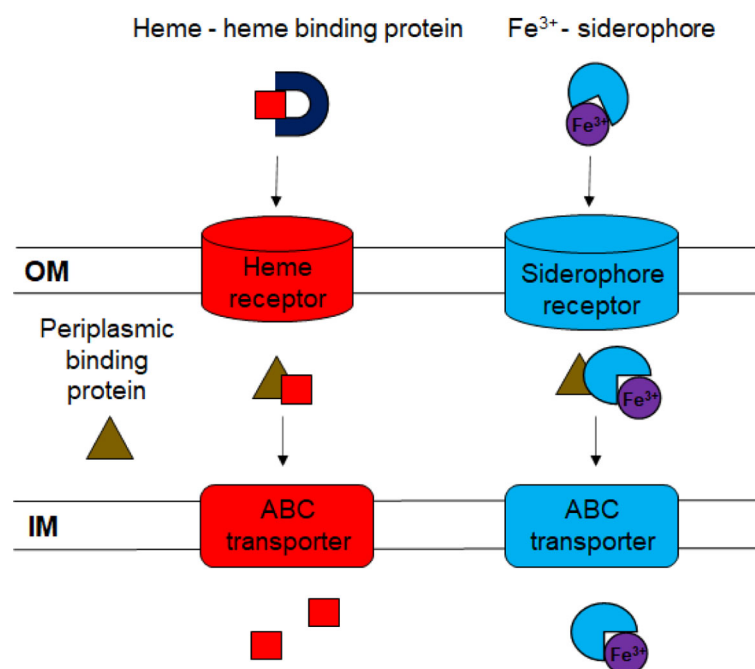 Heme - heme binding protein
Fe³⁺- siderophore
Fe³⁺
OM
Heme
receptor
Siderophore
receptor
Periplasmic
binding
protein
Fe³⁺
IM
ABC
transporter
ABC
transporter
Fe³⁺